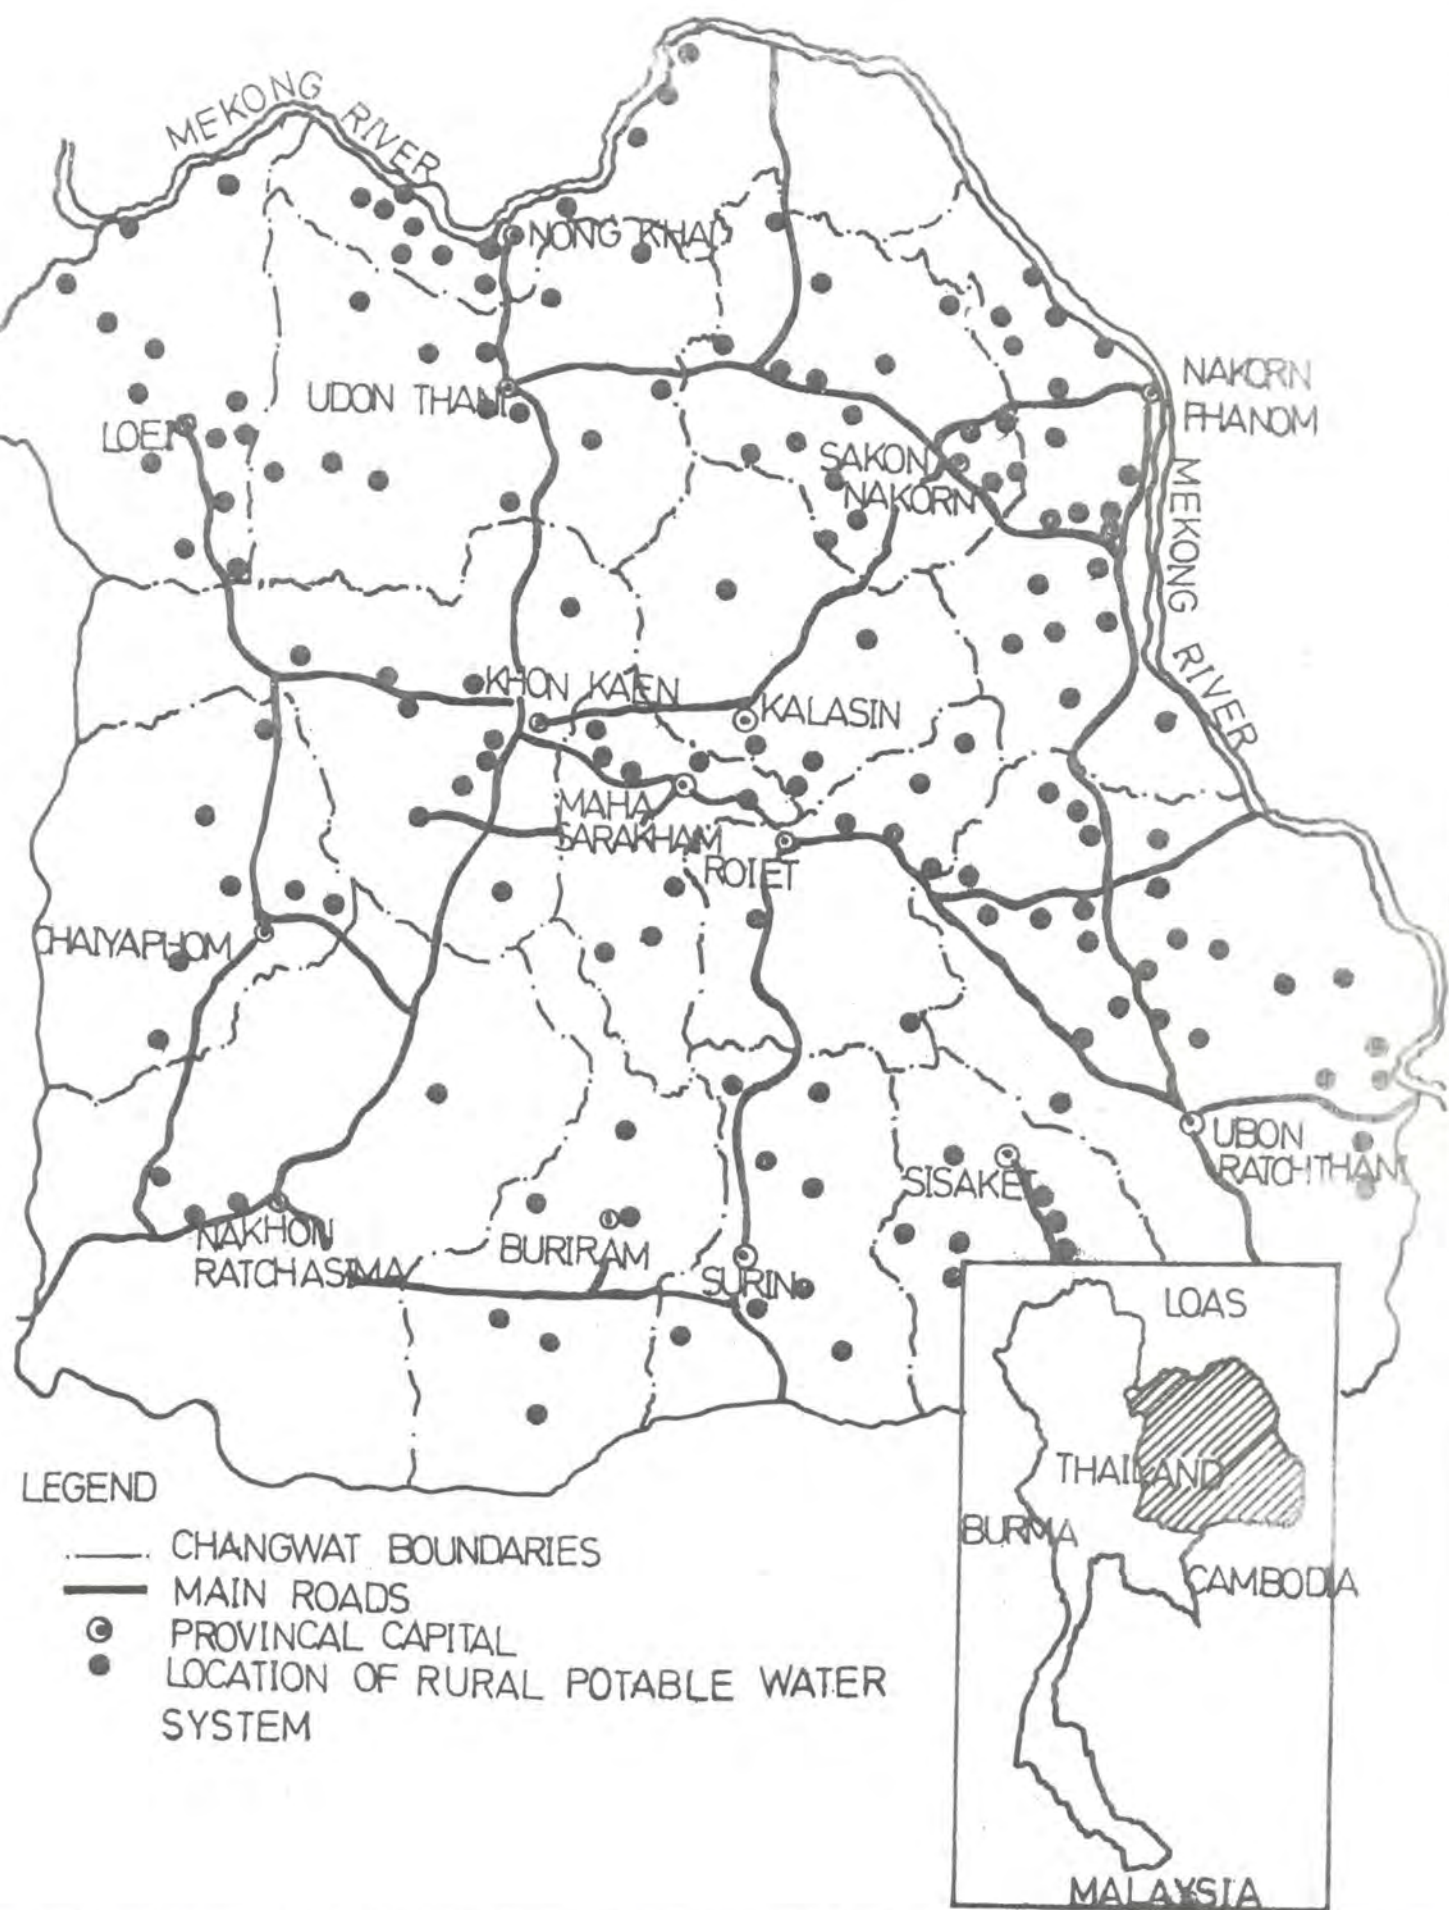 MEKONG RIVER
NONG KHAI
UDON THANI
NAKORN
PHANOM
LOEI
SAKON
NAKORN
MEKONG RIVER
KHON KAEN
KALASIN
MAHA
SARAKHAM
ROIET
CHAIYAPHOM
UBON
RATCHTHANI
SISAKET
NAKHON
RATCHASIMA
BURIRAM
SURIN
LOAS
THAILAND
BURMA
CAMBODIA
MALAYSIA
LEGEND
CHANGWAT BOUNDARIES
MAIN ROADS
PROVINCAL CAPITAL
LOCATION OF RURAL POTABLE WATER
SYSTEM